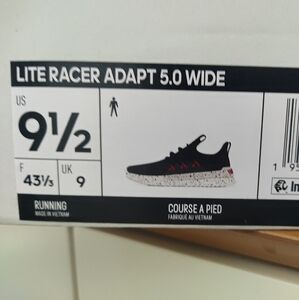 LITE RACER ADAPT 5.0 WIDE
US
9½
F
43⅓
UK
9
RUNNING
MADE IN VIETNAM
COURSE A PIED
FABRIQUÉ AU VIETNAM